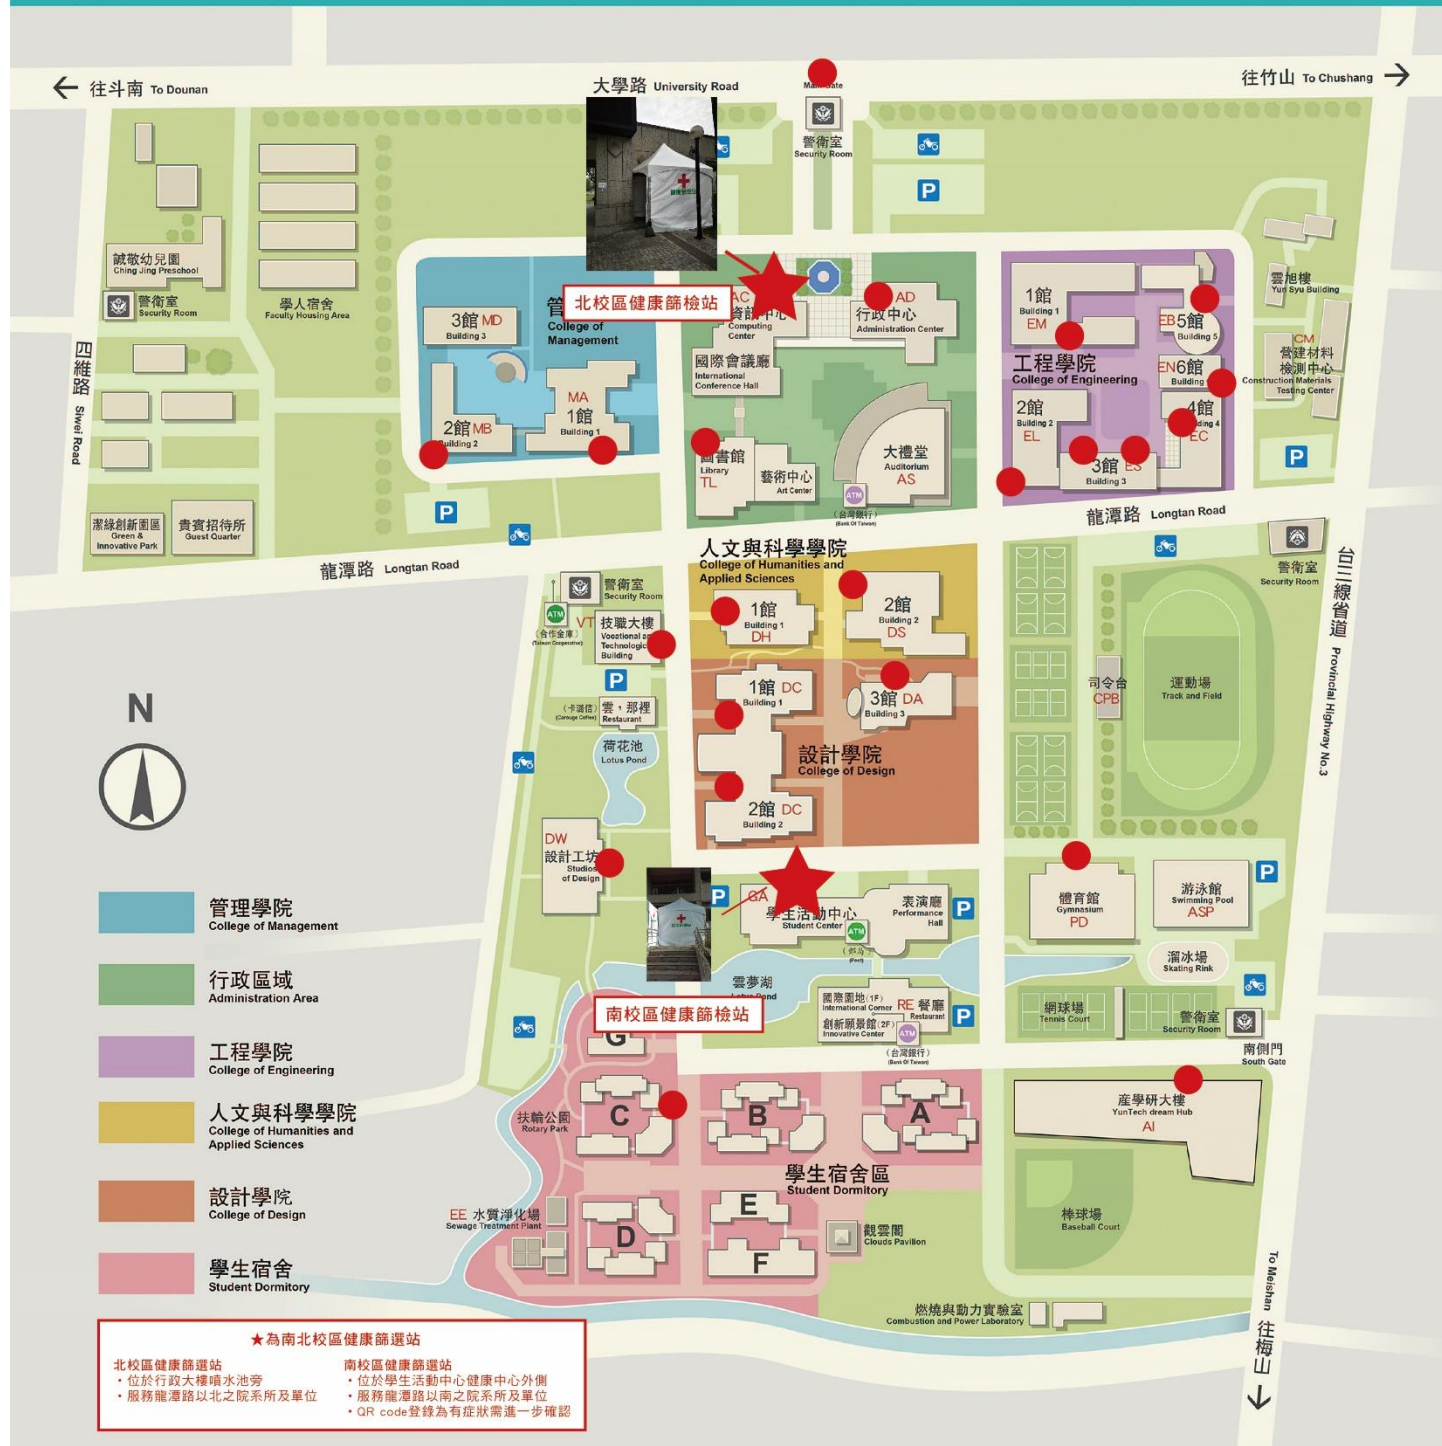 往斗南 To Dounan
大學路 University Road
往竹山 To Chushang
警衛室
Security Room
P
誠敬幼兒園
Ching Jing Preschool
警衛室
Security Room
學人宿舍
Faculty Housing Area
四維路 Siwei Road
3館 MD
Building 3
College of
Management
MA
1館
Building 1
2館 MB
北校區健康篩檢站
AC
Computing
Center
國際會議廳
International
Conference Hall
AD
行政中心
Administration Center
1館
Building 1
EM
EB 5館
Building 5
EN 6館
Building
工程學院
College of Engineering
2館
Building 2
EL
4館
EC
3館 ES
Building 3
雲旭樓
Yun Syu Building
CM
營建材料
檢測中心
Construction Materials
Testing Center
P
圖書館
Library
TL
藝術中心
Art Center
大禮堂
Auditorium
AS
ATM
(台灣銀行)
(Bank Of Taiwan)
潔綠創新園區
Green &
Innovative Park
貴賓招待所
Guest Quarter
P
龍潭路 Longtan Road
龍潭路 Longtan Road
警衛室
Security Room
台三線省道 Provincial Highway No.3
人文與科學學院
College of Humanities and
Applied Sciences
1館
Building 1
DH
2館
Building 2
DS
警衛室
Security Room
ATM
(合作金庫)
VT 技職大樓
Building
P
雲，那裡
Restaurant
荷花池
Lotus Pond
1館 DC
Building 1
3館 DA
Building 3
設計學院
College of Design
2館 DC
Building 2
司令台
CPB
運動場
Track and Field
N
DW
設計工坊
Studios
of Design
P
GA
學生活動中心
Student Center
表演廳
Performance
Hall
P
ATM
(Post)
體育館
Gymnasium
PD
游泳館
Swimming Pool
ASP
P
溜冰場
Skating Rink
雲夢湖
南校區健康篩檢站
國際園地(1F)
International Corner
創新願景館(2F)
Innovative Center
RE 餐廳
Restaurant
ATM
(台灣銀行)
(Bank Of Taiwan)
P
網球場
Tennis Court
警衛室
Security Room
南側門
South Gate
G
C
B
A
扶輪公園
Rotary Park
學生宿舍區
Student Dormitory
EE 水質淨化場
Sewage Treatment Plant
D
E
F
觀雲閣
Clouds Pavilion
產學研大樓
YunTech dream Hub
AI
棒球場
Baseball Court
燃燒與動力實驗室
Combustion and Power Laboratory
To Meishan 往梅山
管理學院
College of Management
行政區域
Administration Area
工程學院
College of Engineering
人文與科學學院
College of Humanities and
Applied Sciences
設計學院
College of Design
學生宿舍
Student Dormitory
★為南北校區健康篩選站
北校區健康篩選站
・位於行政大樓噴水池旁
・服務龍潭路以北之院系所及單位
南校區健康篩選站
・位於學生活動中心健康中心外側
・服務龍潭路以南之院系所及單位
・QR code登錄為有症狀需進一步確認